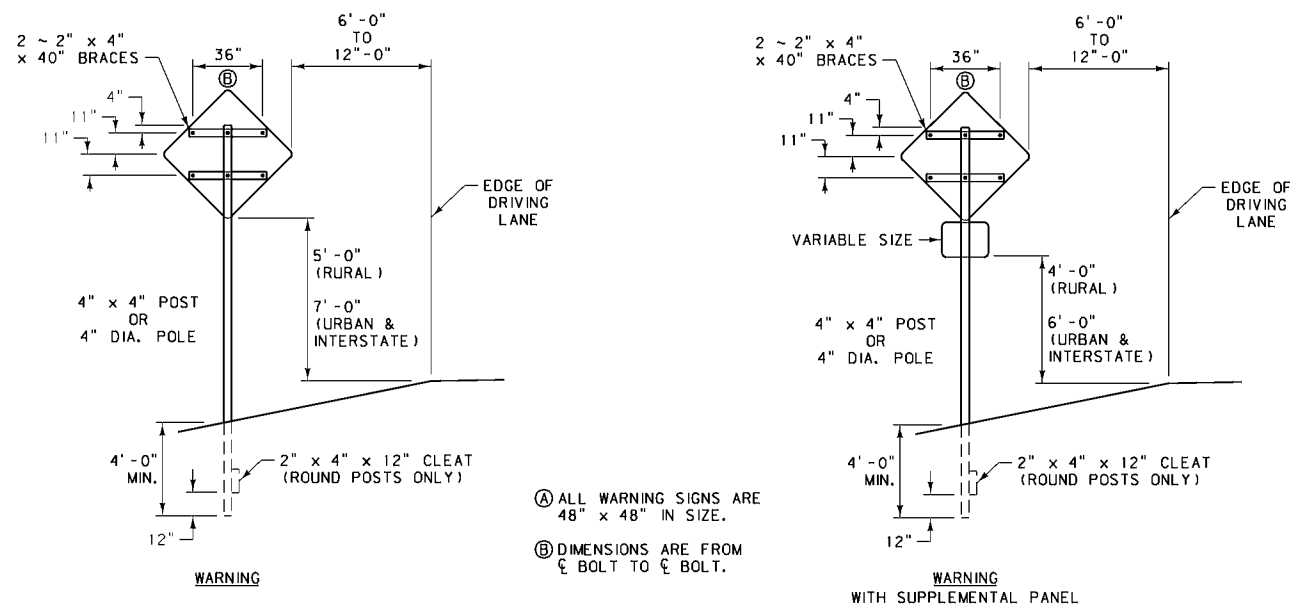 6'-0"
TO
12"-0"
2 ~ 2" x 4"
x 40" BRACES
36"
B
4"
11"
11"
EDGE OF
DRIVING
LANE
5'-0"
(RURAL)
7'-0"
(URBAN &
INTERSTATE)
4" x 4" POST
OR
4" DIA. POLE
4'-0"
MIN.
2" x 4" x 12" CLEAT
(ROUND POSTS ONLY)
12"
WARNING
A ALL WARNING SIGNS ARE
48" x 48" IN SIZE.
B DIMENSIONS ARE FROM
℄ BOLT TO ℄ BOLT.
6'-0"
TO
12"-0"
2 ~ 2" x 4"
x 40" BRACES
36"
B
4"
11"
11"
EDGE OF
DRIVING
LANE
VARIABLE SIZE
4'-0"
(RURAL)
6'-0"
(URBAN &
INTERSTATE)
4" x 4" POST
OR
4" DIA. POLE
4'-0"
MIN.
2" x 4" x 12" CLEAT
(ROUND POSTS ONLY)
12"
WARNING
WITH SUPPLEMENTAL PANEL